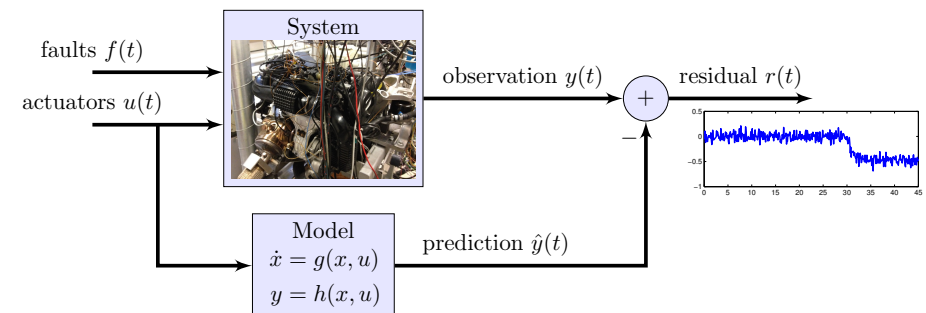 System
faults f(t)
actuators u(t)
observation y(t)
+
−
residual r(t)
0.5
0
−0.5
−1
0 5 10 15 20 25 30 35 40 45
Model
ẋ = g(x, u)
y = h(x, u)
prediction ŷ(t)